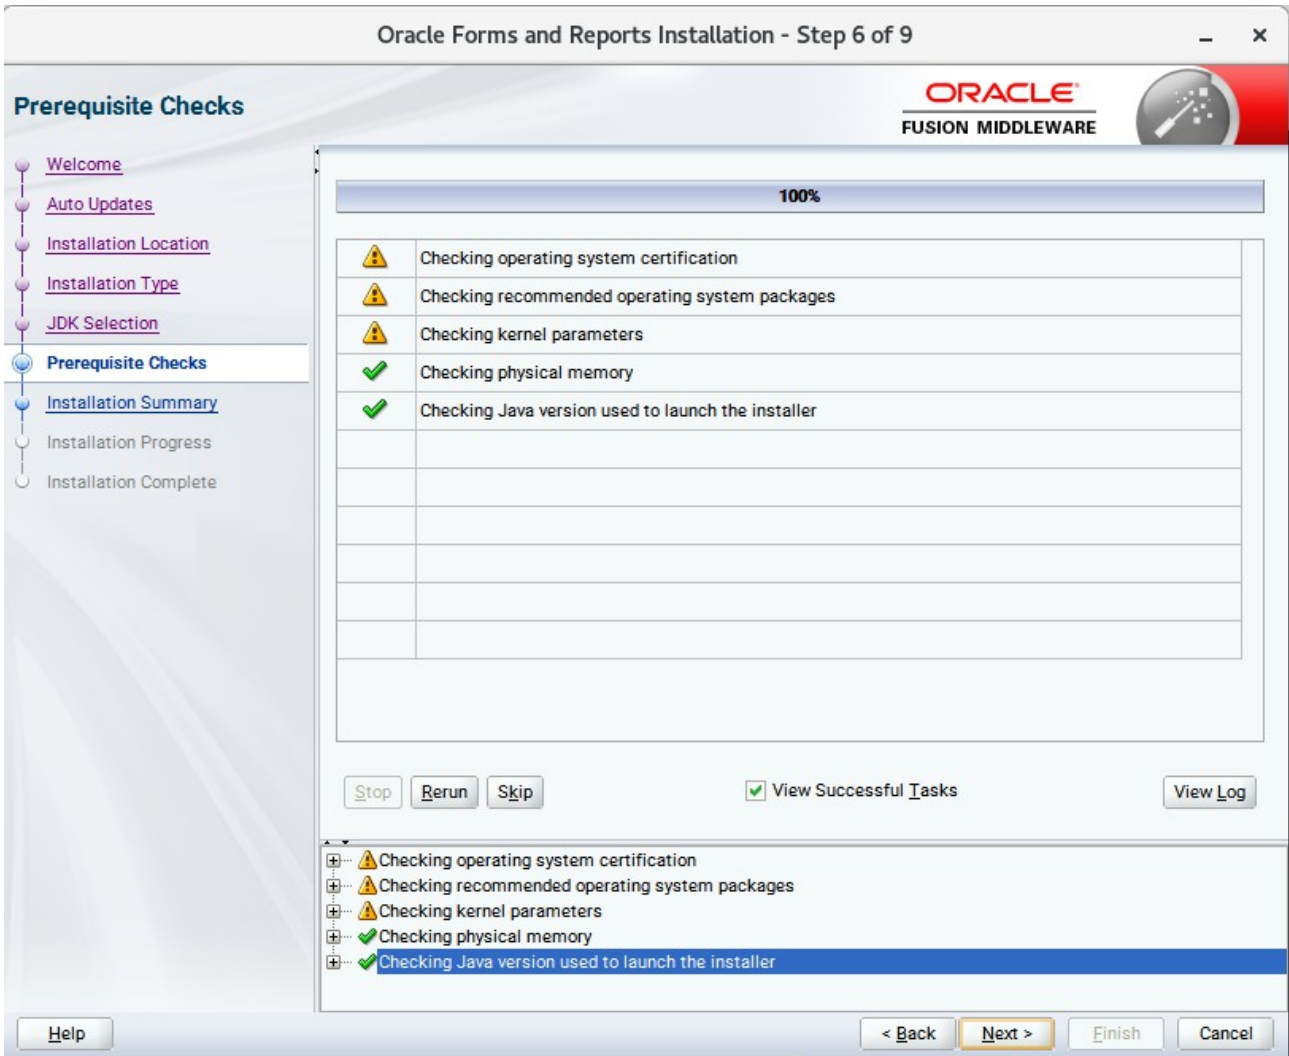 Oracle Forms and Reports Installation - Step 6 of 9
Prerequisite Checks
ORACLE
FUSION MIDDLEWARE
Welcome
Auto Updates
Installation Location
Installation Type
JDK Selection
Prerequisite Checks
Installation Summary
Installation Progress
Installation Complete
100%
Checking operating system certification
Checking recommended operating system packages
Checking kernel parameters
Checking physical memory
Checking Java version used to launch the installer
Stop Rerun Skip View Successful Tasks View Log
Checking operating system certification
Checking recommended operating system packages
Checking kernel parameters
Checking physical memory
Checking Java version used to launch the installer
Help < Back Next > Finish Cancel